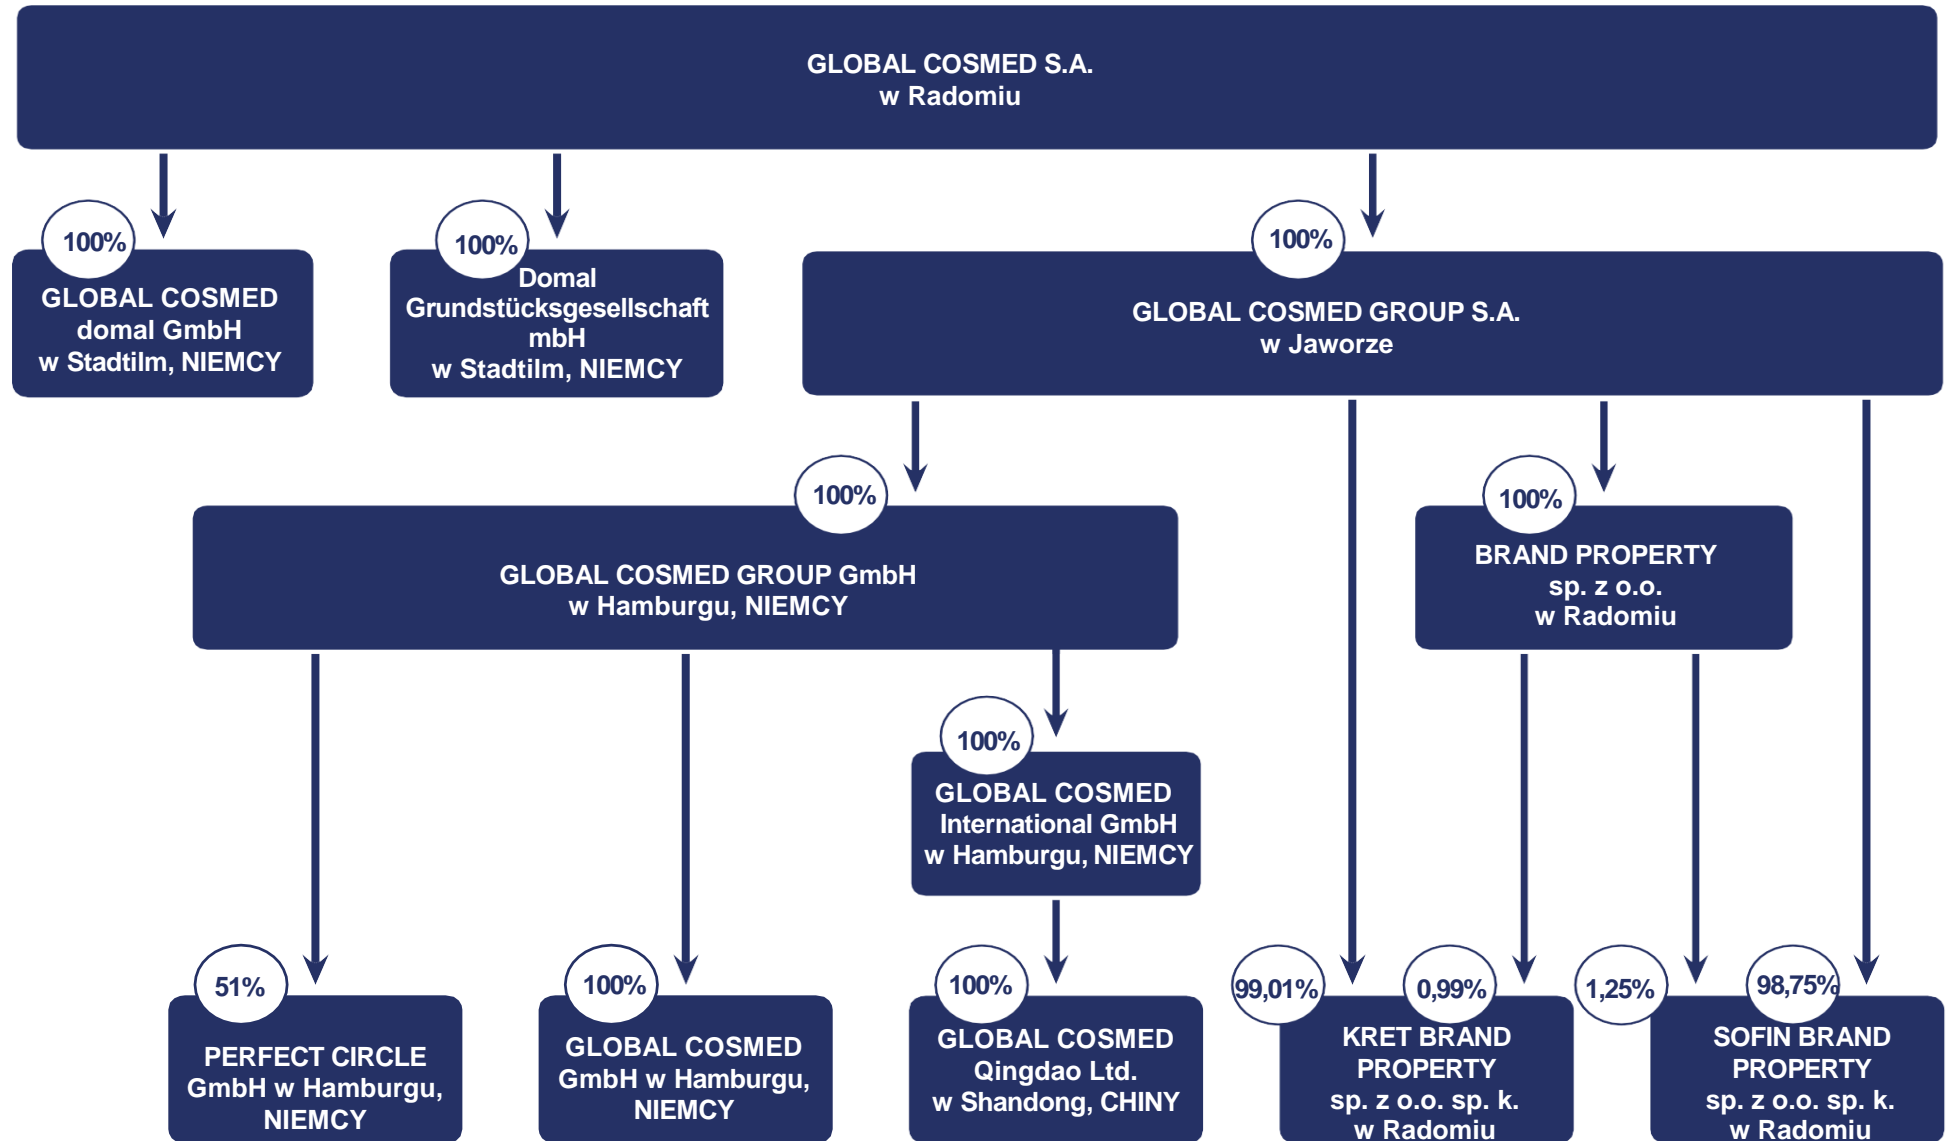 GLOBAL COSMED S.A.
w Radomiu
100%
GLOBAL COSMED
domal GmbH
w Stadtilm, NIEMCY
100%
Domal
Grundstücksgesellschaft
mbH
w Stadtilm, NIEMCY
100%
GLOBAL COSMED GROUP S.A.
w Jaworze
100%
GLOBAL COSMED GROUP GmbH
w Hamburgu, NIEMCY
100%
BRAND PROPERTY
sp. z o.o.
w Radomiu
100%
GLOBAL COSMED
International GmbH
w Hamburgu, NIEMCY
51%
PERFECT CIRCLE
GmbH w Hamburgu,
NIEMCY
100%
GLOBAL COSMED
GmbH w Hamburgu,
NIEMCY
100%
GLOBAL COSMED
Qingdao Ltd.
w Shandong, CHINY
99,01%
0,99%
KRET BRAND
PROPERTY
sp. z o.o. sp. k.
w Radomiu
1,25%
98,75%
SOFIN BRAND
PROPERTY
sp. z o.o. sp. k.
w Radomiu